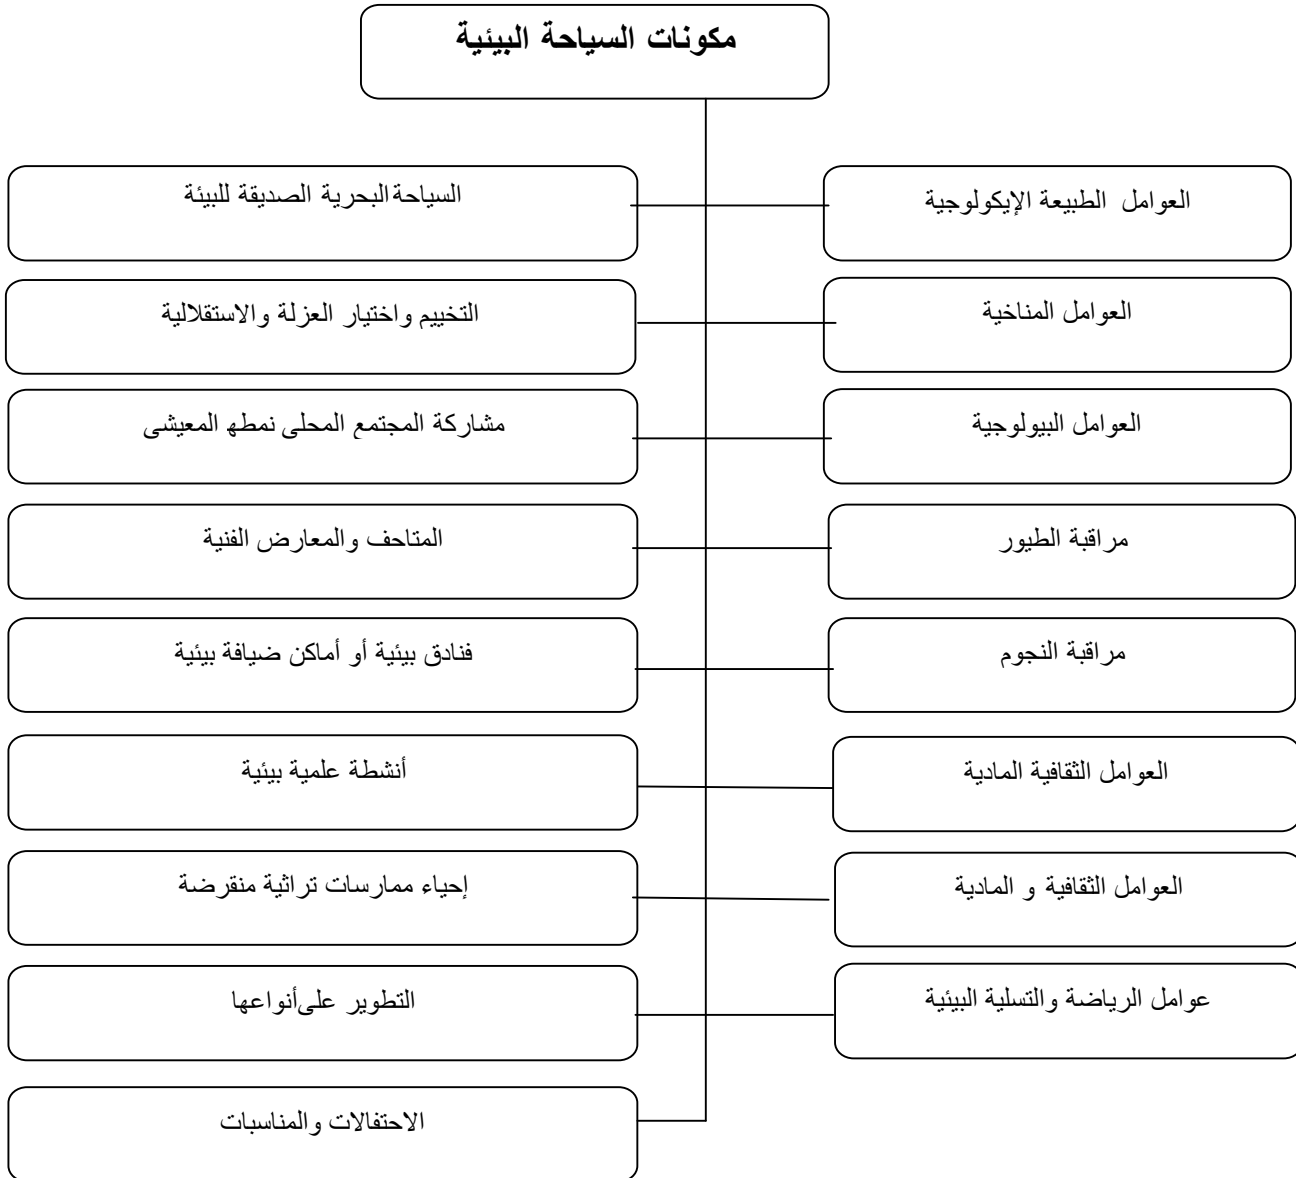 مكونات السياحة البيئية
العوامل الطبيعة الإيكولوجية
السياحة البحرية الصديقة للبيئة
العوامل المناخية
التخييم واختيار العزلة والاستقلالية
العوامل البيولوجية
مشاركة المجتمع المحلى نمطه المعيشى
مراقبة الطيور
المتاحف والمعارض الفنية
مراقبة النجوم
فنادق بيئية أو أماكن ضيافة بيئية
العوامل الثقافية المادية
أنشطة علمية بيئية
العوامل الثقافية و المادية
إحياء ممارسات تراثية منقرضة
عوامل الرياضة والتسلية البيئية
التطوير على أنواعها
الاحتفالات والمناسبات